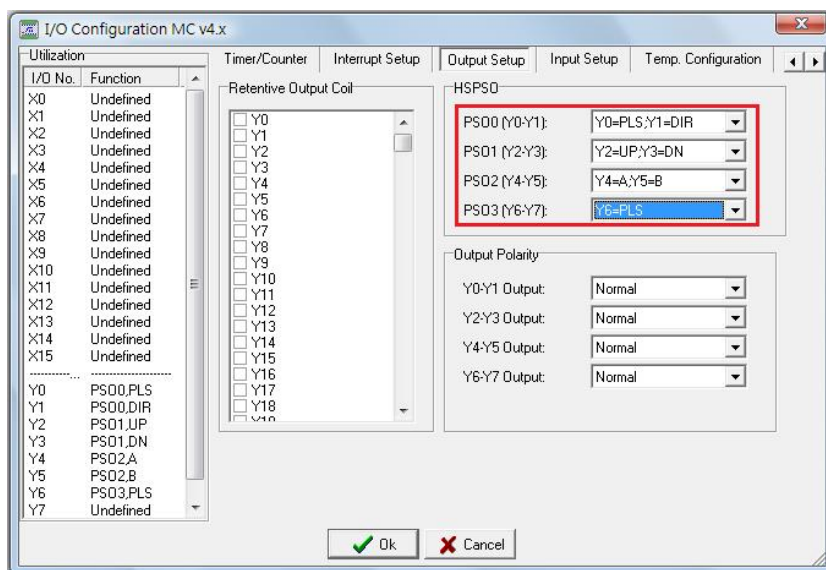 I/O Configuration MC v4.x
Utilization
I/O No. Function
X0 Undefined
X1 Undefined
X2 Undefined
X3 Undefined
X4 Undefined
X5 Undefined
X6 Undefined
X7 Undefined
X8 Undefined
X9 Undefined
X10 Undefined
X11 Undefined
X12 Undefined
X13 Undefined
X14 Undefined
X15 Undefined
Y0 PSO0,PLS
Y1 PSO0,DIR
Y2 PSO1,UP
Y3 PSO1,DN
Y4 PSO2,A
Y5 PSO2,B
Y6 PSO3,PLS
Y7 Undefined
Timer/Counter Interrupt Setup Output Setup Input Setup Temp. Configuration
Retentive Output Coil
Y0
Y1
Y2
Y3
Y4
Y5
Y6
Y7
Y8
Y9
Y10
Y11
Y12
Y13
Y14
Y15
Y16
Y17
Y18
HSPSO
PSO0 (Y0-Y1): Y0=PLS;Y1=DIR
PSO1 (Y2-Y3): Y2=UP;Y3=DN
PSO2 (Y4-Y5): Y4=A;Y5=B
PSO3 (Y6-Y7): Y6=PLS
Output Polarity
Y0-Y1 Output: Normal
Y2-Y3 Output: Normal
Y4-Y5 Output: Normal
Y6-Y7 Output: Normal
Ok Cancel